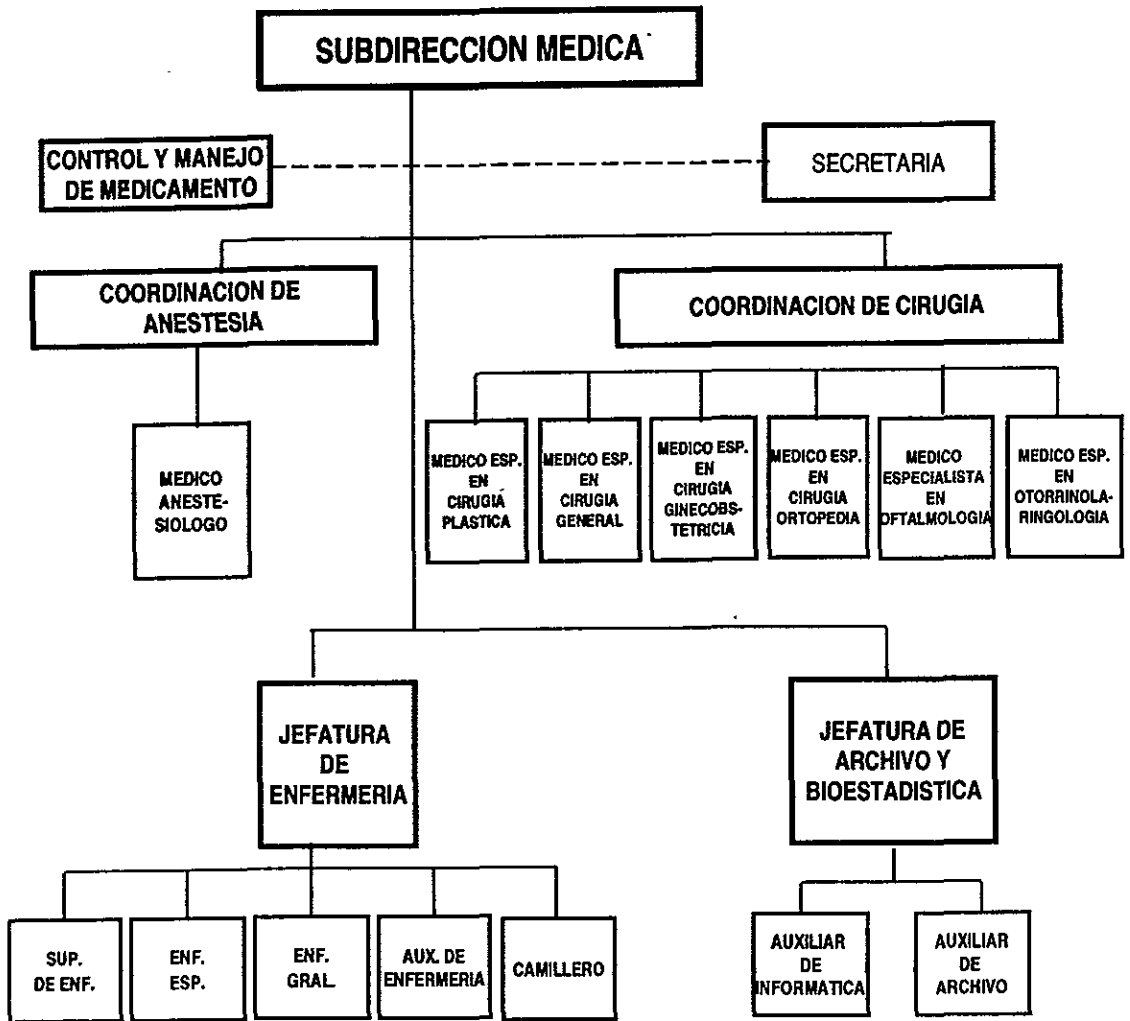 SUBDIRECCION MEDICA
CONTROL Y MANEJO
DE MEDICAMENTO
SECRETARIA
COORDINACION DE
ANESTESIA
COORDINACION DE CIRUGIA
MEDICO
ANESTE-
SIOLOGO
MEDICO ESP.
EN
CIRUGIA
PLASTICA
MEDICO ESP.
EN
CIRUGIA
GENERAL
MEDICO ESP.
EN
CIRUGIA
GINECOBS-
TETRICIA
MEDICO ESP.
EN
CIRUGIA
ORTOPEDIA
MEDICO
ESPECIALISTA
EN
OFTALMOLOGIA
MEDICO ESP.
EN
OTORRINOLA-
RINGOLOGIA
JEFATURA
DE
ENFERMERIA
JEFATURA DE
ARCHIVO Y
BIOESTADISTICA
SUP.
DE ENF.
ENF.
ESP.
ENF.
GRAL.
AUX. DE
ENFERMERIA
CAMILLERO
AUXILIAR
DE
INFORMATICA
AUXILIAR
DE
ARCHIVO